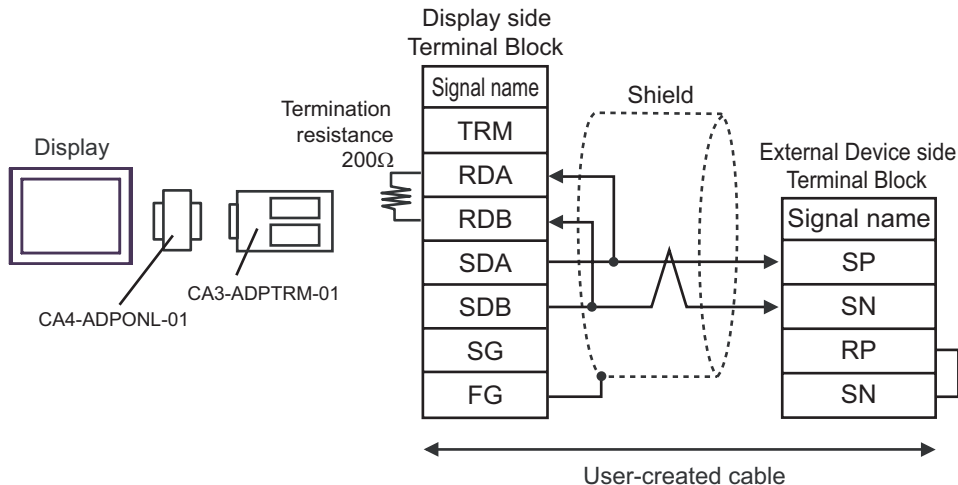 Display side
Terminal Block
Signal name
TRM
RDA
RDB
SDA
SDB
SG
FG
Termination
resistance
200Ω
Shield
Display
CA4-ADPONL-01
CA3-ADPTRM-01
External Device side
Terminal Block
Signal name
SP
SN
RP
SN
User-created cable